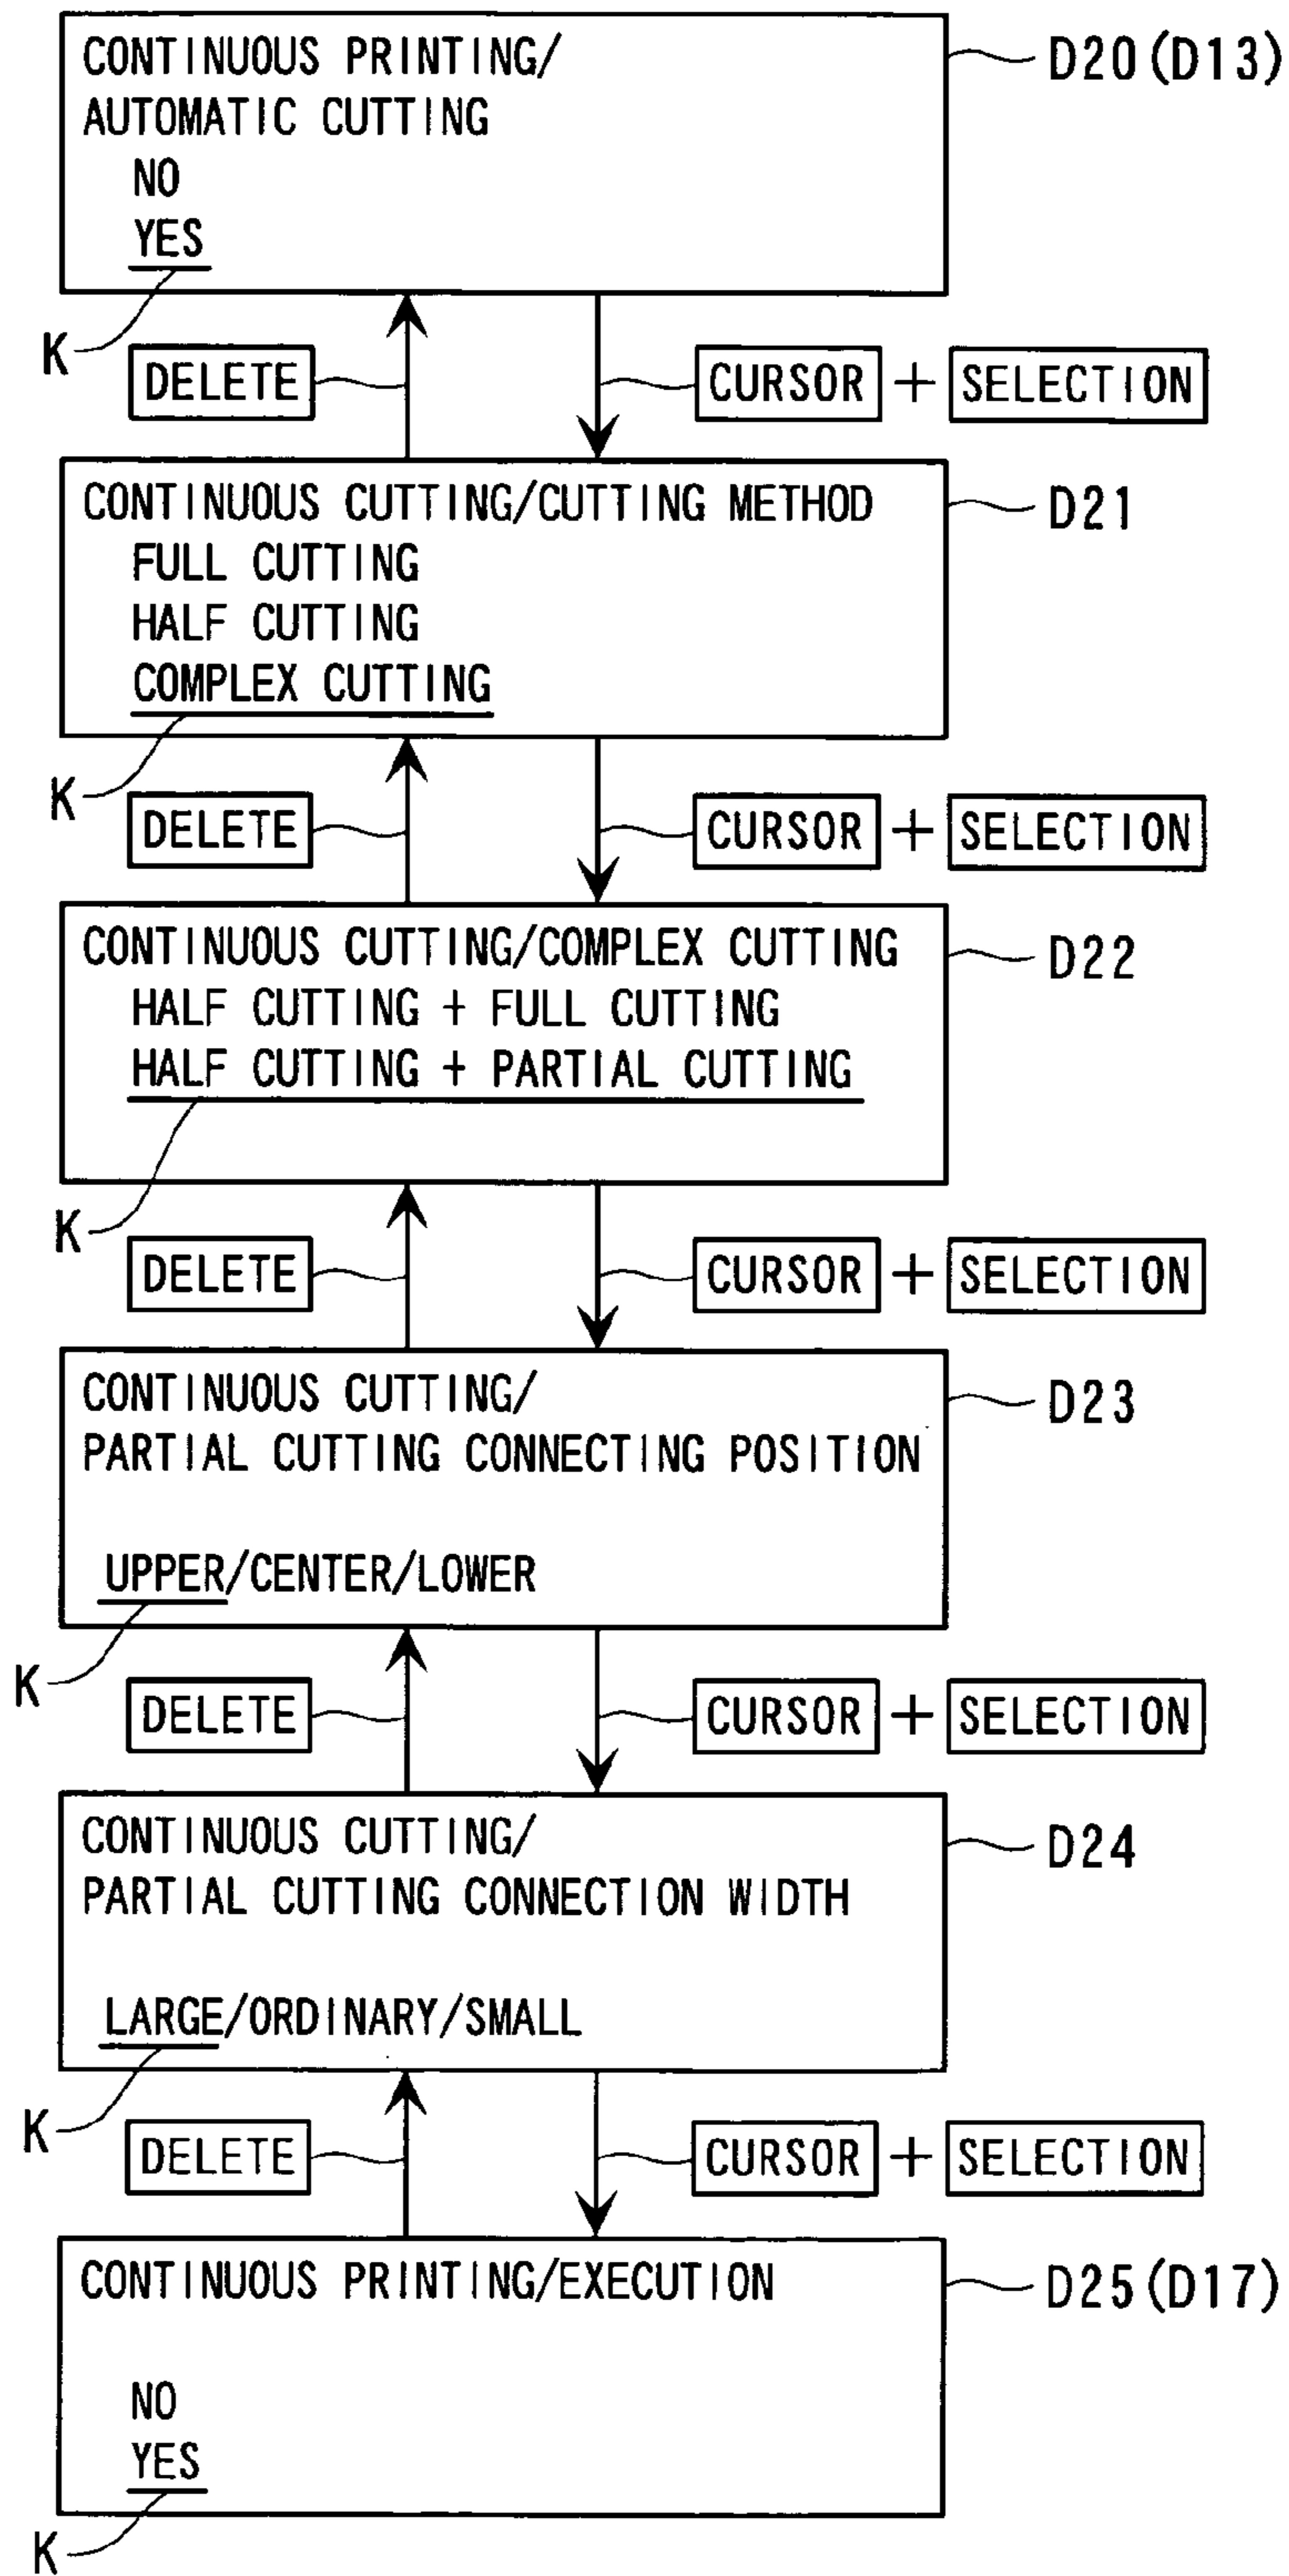 CONTINUOUS PRINTING/
AUTOMATIC CUTTING
NO
YES
D20(D13)
K
DELETE
CURSOR + SELECTION
CONTINUOUS CUTTING/CUTTING METHOD
FULL CUTTING
HALF CUTTING
COMPLEX CUTTING
D21
K
DELETE
CURSOR + SELECTION
CONTINUOUS CUTTING/COMPLEX CUTTING
HALF CUTTING + FULL CUTTING
HALF CUTTING + PARTIAL CUTTING
D22
K
DELETE
CURSOR + SELECTION
CONTINUOUS CUTTING/
PARTIAL CUTTING CONNECTING POSITION
UPPER/CENTER/LOWER
D23
K
DELETE
CURSOR + SELECTION
CONTINUOUS CUTTING/
PARTIAL CUTTING CONNECTION WIDTH
LARGE/ORDINARY/SMALL
D24
K
DELETE
CURSOR + SELECTION
CONTINUOUS PRINTING/EXECUTION
NO
YES
D25(D17)
K